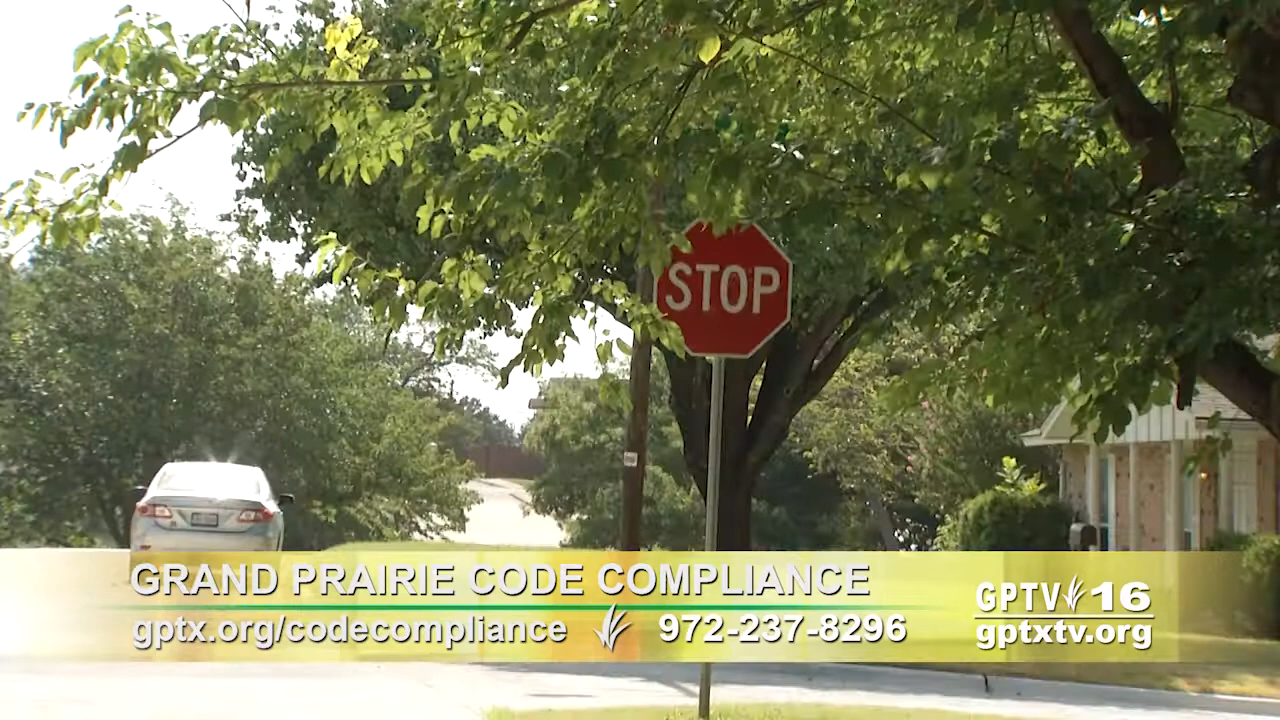 STOP
GRAND PRAIRIE CODE COMPLIANCE
gptx.org/codecompliance 972-237-8296
GPTV 16
gptxtv.org